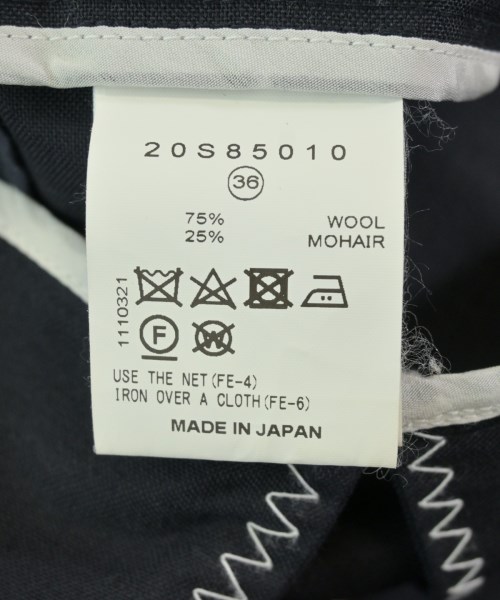 20S85010
36
75% WOOL
25% MOHAIR
1110321
F W
USE THE NET(FE-4)
IRON OVER A CLOTH(FE-6)
MADE IN JAPAN